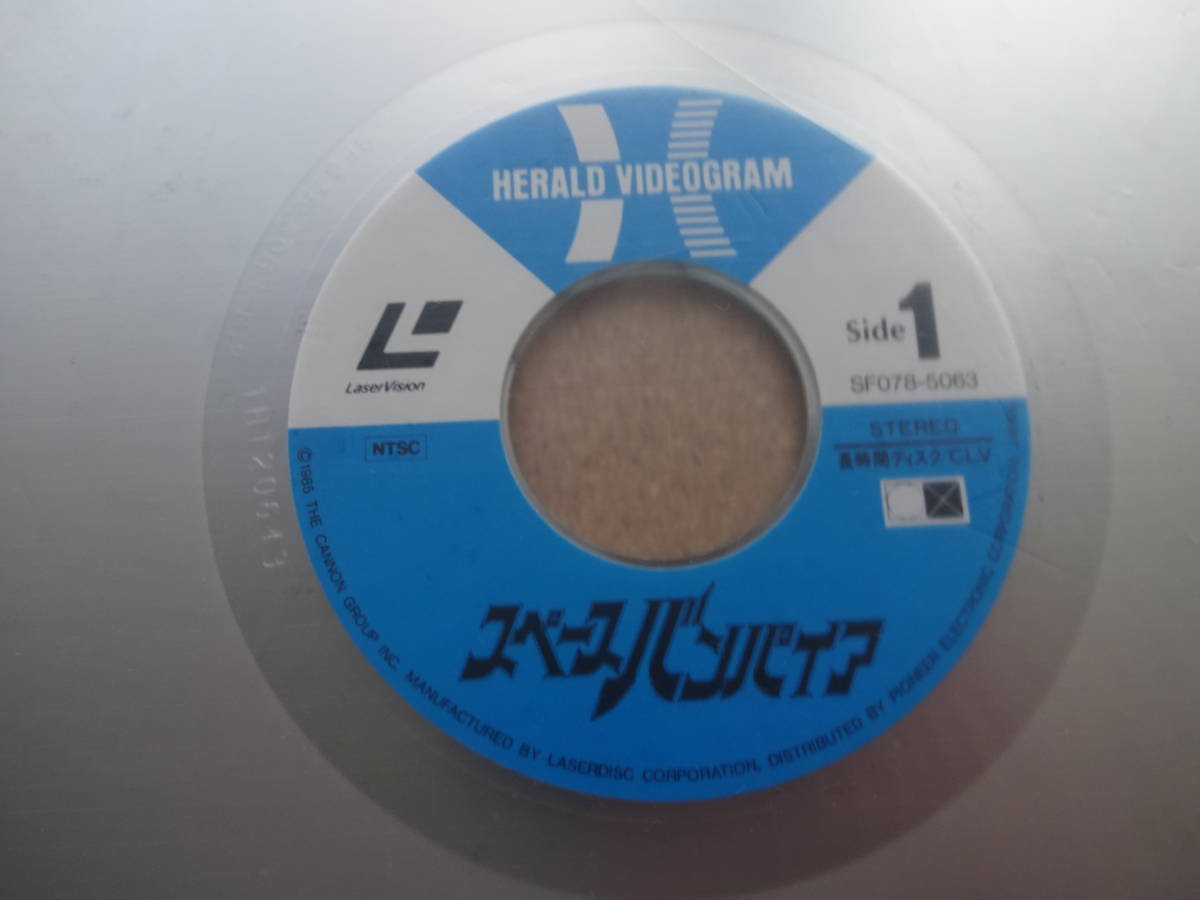 HERALD VIDEOGRAM
LaserVision
Side 1
SF078-5063
NTSC
STEREO
長時間ディスク/CLV
スペースバンパイア
©1985 THE CANNON GROUP INC. MANUFACTURED BY LASERDISC CORPORATION, DISTRIBUTED BY PIONEER ELECTRONIC CORPORATION,